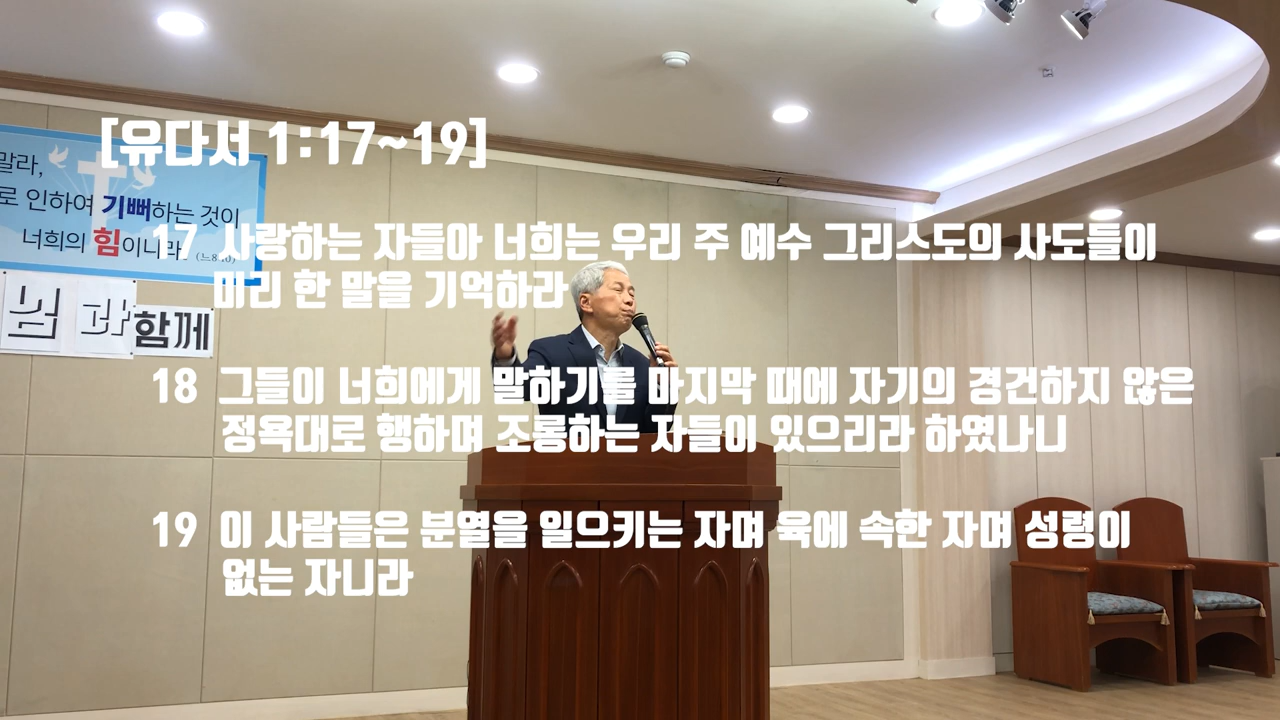 [유다서 1:17~19]
말라,
로 인하여 기뻐하는 것이
너희의 힘이니라 (느8:10)
님과함께
17 사랑하는 자들아 너희는 우리 주 예수 그리스도의 사도들이
미리 한 말을 기억하라
18 그들이 너희에게 말하기를 마지막 때에 자기의 경건하지 않은
정욕대로 행하며 조롱하는 자들이 있으리라 하였나니
19 이 사람들은 분열을 일으키는 자며 육에 속한 자며 성령이
없는 자니라